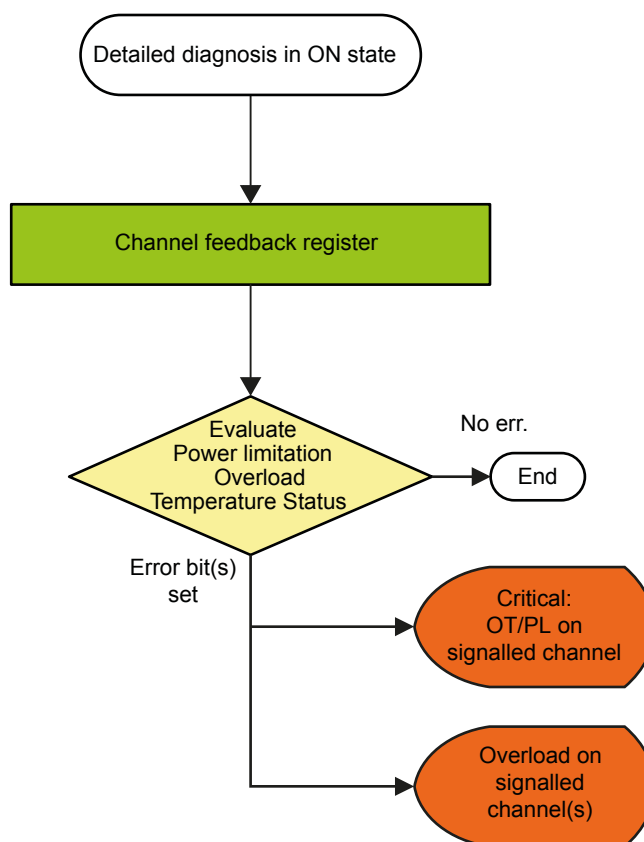 Detailed diagnosis in ON state
Channel feedback register
Evaluate
Power limitation
Overload
Temperature Status
No err.
End
Error bit(s)
set
Critical:
OT/PL on
signalled channel
Overload on
signalled
channel(s)